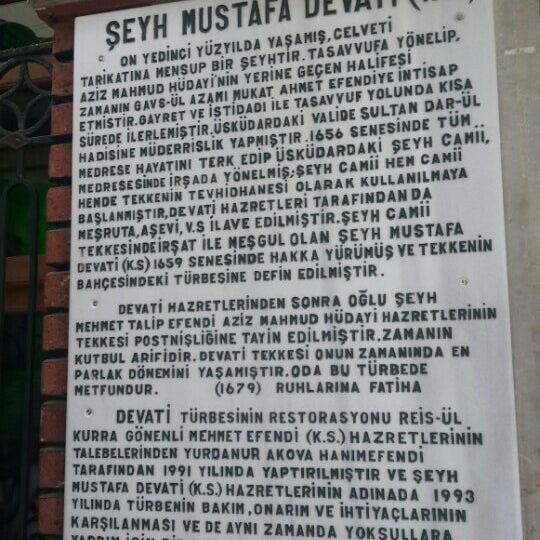 ŞEYH MUSTAFA DEVATİ
ON YEDİNCİ YÜZYILDA YAŞAMIŞ, CELVETİ
TARİKATINA MENSUP BİR ŞEYHTİR. TASAVVUFA YÖNELİP,
AZİZ MAHMUD HÜDAYİ'NİN YERİNE GEÇEN HALİFESİ
ZAMANIN GAVS-ÜL AZAMI MUKAT AHMET EFENDİYE İNTİSAP
ETMİSTİR. GAYRET VE İSTİDADI İLE TASAVVUF YOLUNDA KISA
SÜREDE İLERLEMİŞTİR. ÜSKÜDARDAKİ VALİDE SULTAN DAR-ÜL
HADİSİNE MÜDERRİSLİK YAPMIŞTIR. 1656 SENESİNDE TÜM
MEDRESE HAYATINI TERK EDİP ÜSKÜDARDAKİ ŞEYH CAMİİ,
MEDRESESİNDE İRŞADA YÖNELMİŞ, ŞEYH CAMİİ HEM CAMİİ
HEMDE TEKKENİN TEVHİDHANESİ OLARAK KULLANILMAYA
BAŞLANMIŞTIR, DEVATİ HAZRETLERİ TARAFINDAN DA
MEŞRUTA, AŞEVİ, V.S İLAVE EDİLMİŞTİR. ŞEYH CAMİİ
TEKKESİNDE İRŞAT İLE MEŞGUL OLAN ŞEYH MUSTAFA
DEVATİ (K.S) 1659 SENESİNDE HAKKA YÜRÜMÜŞ VE TEKKENİN
BAHÇESİNDEKİ TÜRBESİNE DEFİN EDİLMİŞTİR.
DEVATİ HAZRETLERİNDEN SONRA OĞLU ŞEYH
MEHMET TALİP EFENDİ AZİZ MAHMUD HÜDAYİ HAZRETLERİNİN
TEKKESİ POSTNİŞLİĞİNE TAYİN EDİLMİŞTİR. ZAMANIN
KUTBUL ARİFİDİR. DEVATİ TEKKESİ ONUN ZAMANINDA EN
PARLAK DÖNEMİNİ YAŞAMIŞTIR. ODA BU TÜRBEDE
METFUNDUR. (1679) RUHLARINA FATİHA
DEVATİ TÜRBESİNİN RESTORASYONU REİS-ÜL
KURRA GÖNENLİ MEHMET EFENDİ (K.S.) HAZRETLERİNİN
TALEBELERİNDEN YURDANUR AKOVA HANIMEFENDİ
TARAFINDAN 1991 YILINDA YAPTIRILMIŞTIR VE ŞEYH
MUSTAFA DEVATİ (K.S.) HAZRETLERİNİN ADINADA 1993
YILINDA TÜRBENİN BAKIM, ONARIM VE İHTİYAÇLARININ
KARŞILANMASI VE DE AYNI ZAMANDA YOKSULLARA